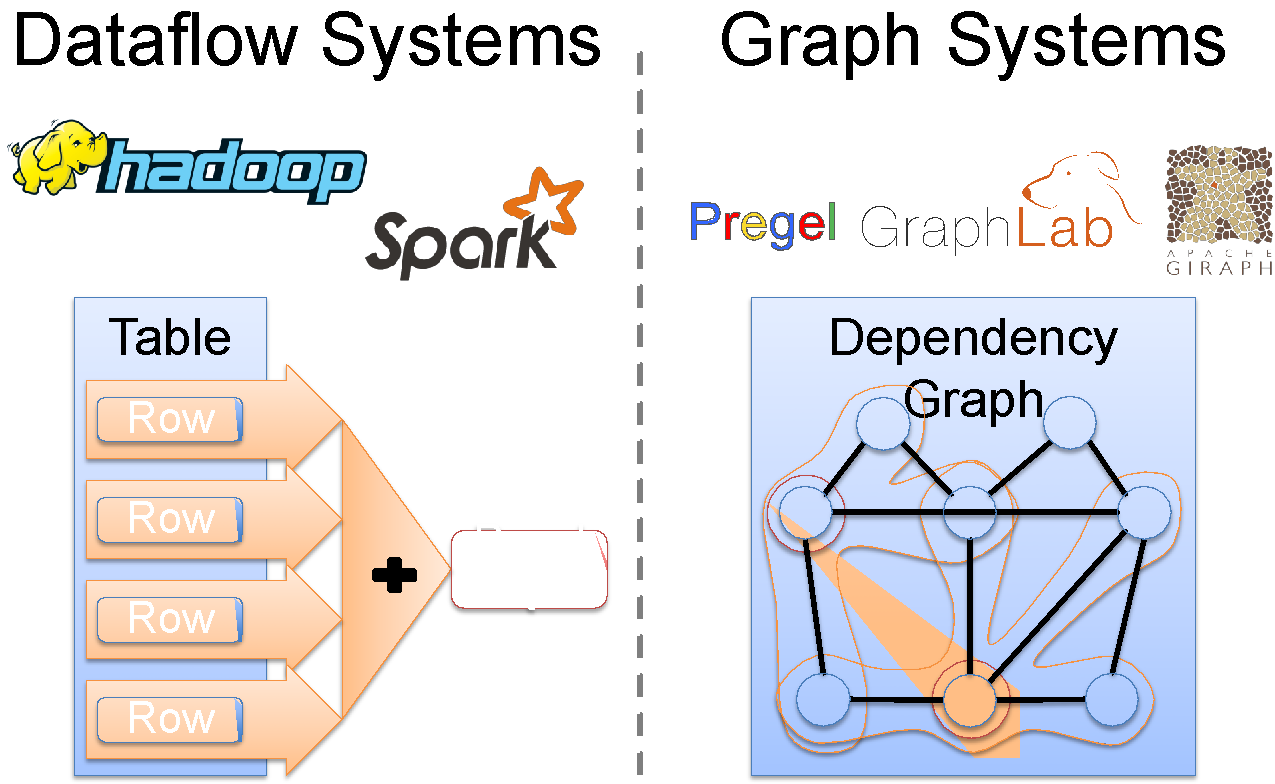 Dataflow Systems
hadoop
Spark
Table
Row
Row
Row
Row
+
Graph Systems
Pregel
GraphLab
APACHE
GIRAPH
Dependency
Graph